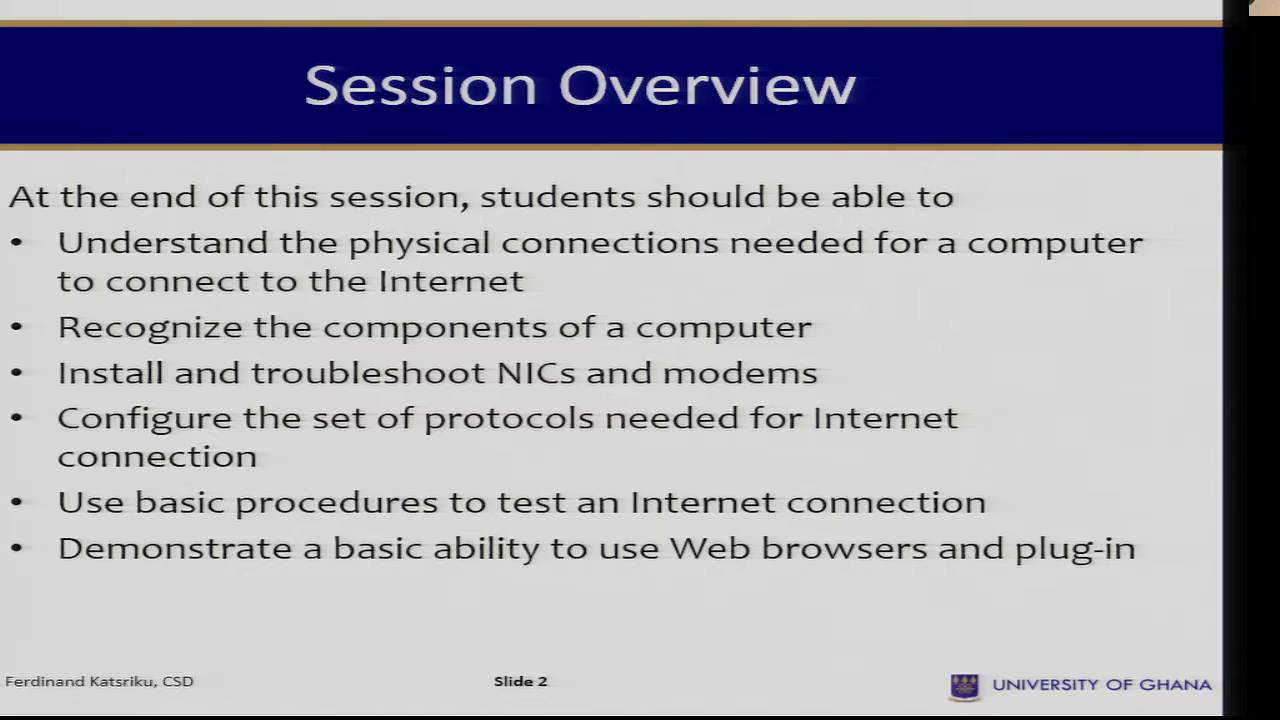 Session Overview
At the end of this session, students should be able to
• Understand the physical connections needed for a computer
to connect to the Internet
• Recognize the components of a computer
• Install and troubleshoot NICs and modems
• Configure the set of protocols needed for Internet
connection
• Use basic procedures to test an Internet connection
• Demonstrate a basic ability to use Web browsers and plug-in
Ferdinand Katsriku, CSD
Slide 2
UNIVERSITY OF GHANA